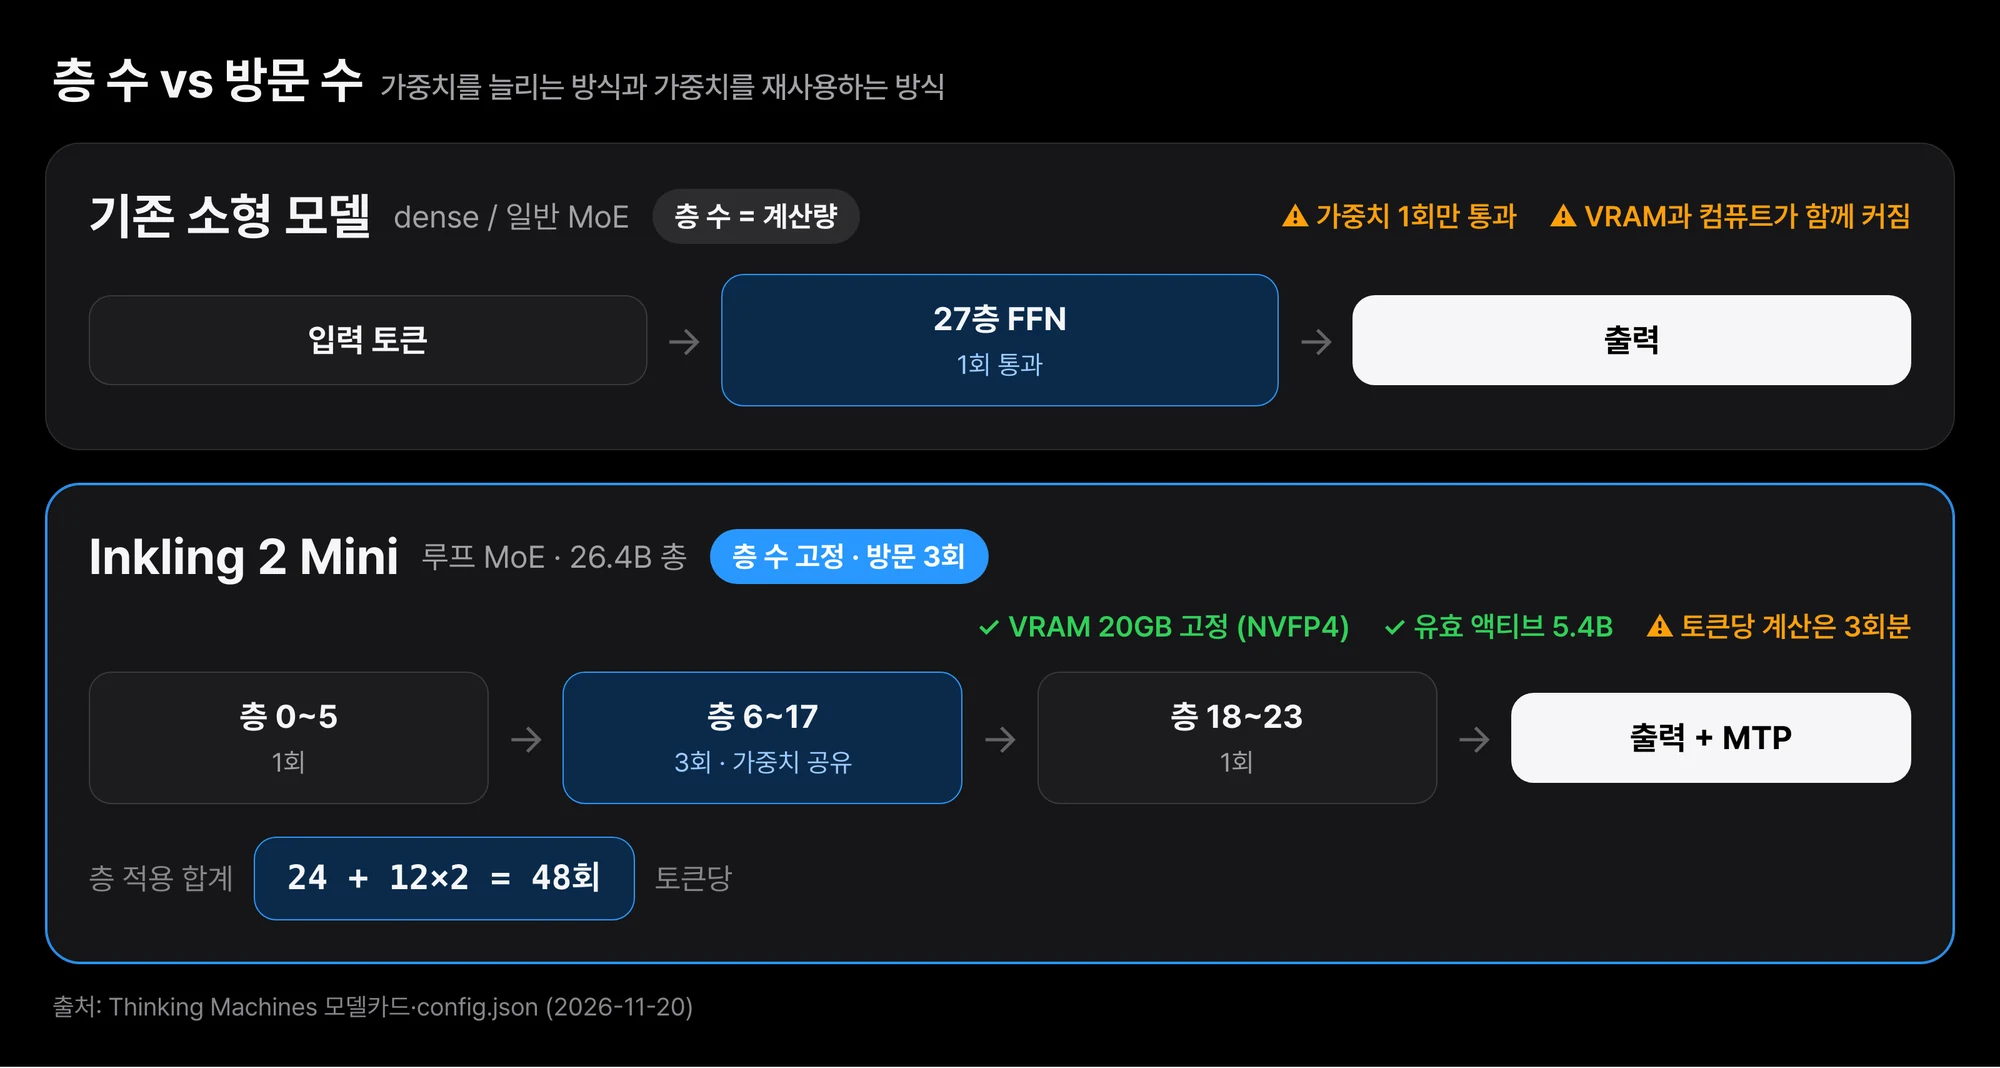 층 수 vs 방문 수 가중치를 늘리는 방식과 가중치를 재사용하는 방식
기존 소형 모델 dense / 일반 MoE 층 수 = 계산량 ⚠ 가중치 1회만 통과 ⚠ VRAM과 컴퓨트가 함께 커짐
입력 토큰 → 27층 FFN → 출력
1회 통과
Inkling 2 Mini 루프 MoE · 26.4B 총 층 수 고정 · 방문 3회
✓ VRAM 20GB 고정 (NVFP4) ✓ 유효 액티브 5.4B ⚠ 토큰당 계산은 3회분
층 0~5 → 층 6~17 → 층 18~23 → 출력 + MTP
1회 3회 · 가중치 공유 1회
층 적용 합계 24 + 12×2 = 48회 토큰당
출처: Thinking Machines 모델카드·config.json (2026-11-20)